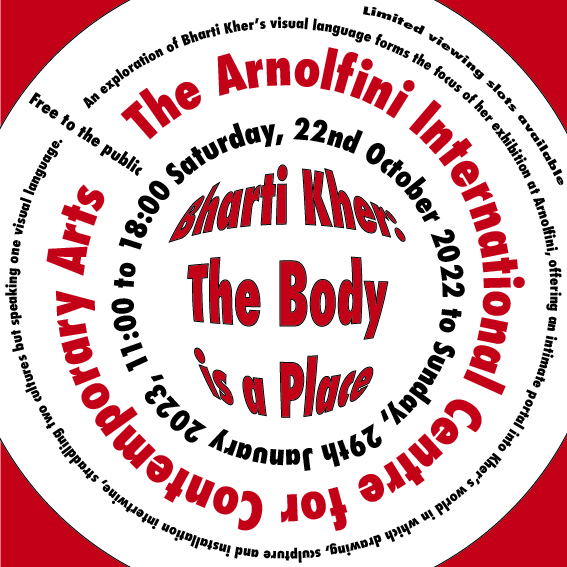 Limited viewing slots available
An exploration of Bharti Kher's visual language forms the focus of her exhibition at Arnolfini, offering an intimate portal into Kher's world in which drawing, sculpture and installation intertwine, straddling two cultures but speaking one visual language.
Free to the public
The Arnolfini International Centre for Contemporary Arts
Saturday, 22nd October 2022 to Sunday, 29th January 2023, 11:00 to 18:00
Bharti Kher:
The Body
is a Place